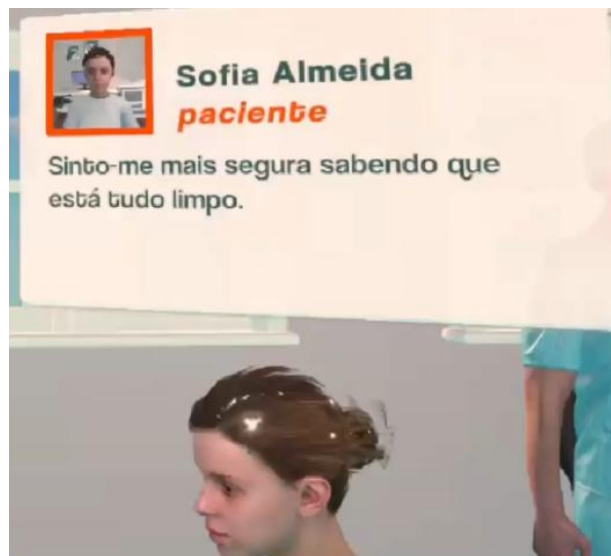 Sofia Almeida
paciente
Sinto-me mais segura sabendo que
está tudo limpo.